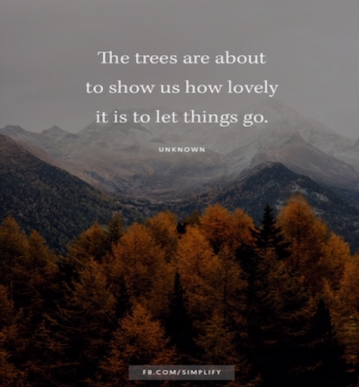 The trees are about
to show us how lovely
it is to let things go.
UNKNOWN
FB.COM/SIMPLIFY